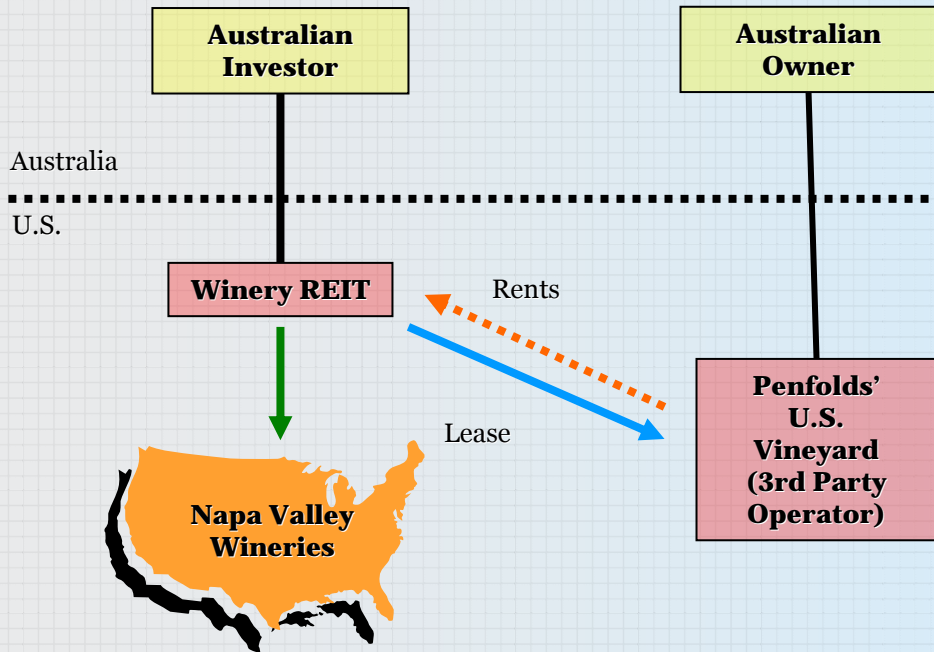 Australian
Investor
Australian
Owner
Australia
U.S.
Winery REIT
Rents
Penfolds’
U.S.
Vineyard
(3rd Party
Operator)
Lease
Napa Valley
Wineries